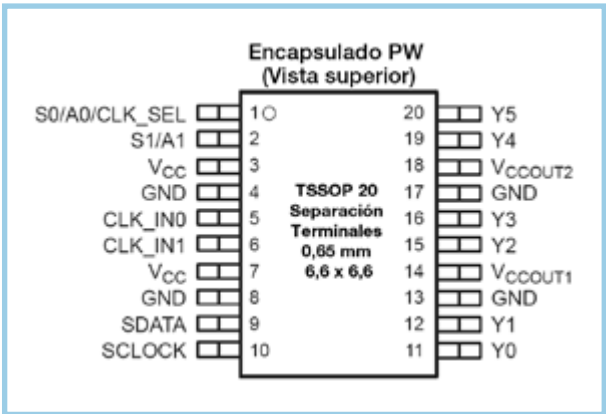 Encapsulado PW
(Vista superior)
S0/A0/CLK_SEL 1 20 Y5
S1/A1 2 19 Y4
VCC 3 18 VCCOUT2
GND 4 TSSOP 20 17 GND
CLK_IN0 5 Separación 16 Y3
CLK_IN1 6 Terminales 15 Y2
0,65 mm
VCC 7 6,6 x 6,6 14 VCCOUT1
GND 8 13 GND
SDATA 9 12 Y1
SCLOCK 10 11 Y0